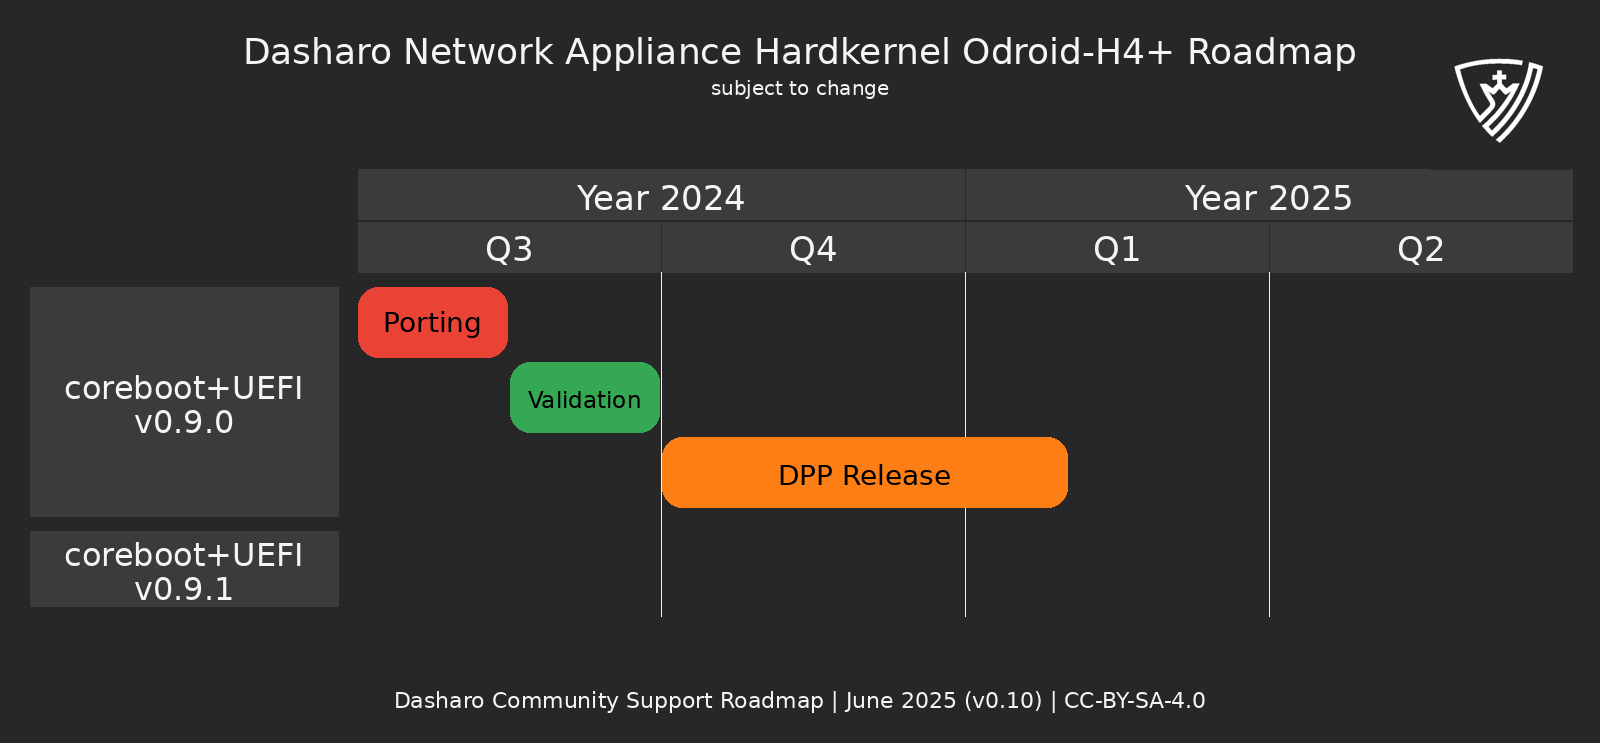 Dasharo Network Appliance Hardkernel Odroid-H4+ Roadmap
subject to change
Year 2024
Year 2025
Q3
Q4
Q1
Q2
coreboot+UEFI
v0.9.0
Porting
Validation
DPP Release
coreboot+UEFI
v0.9.1
Dasharo Community Support Roadmap | June 2025 (v0.10) | CC-BY-SA-4.0